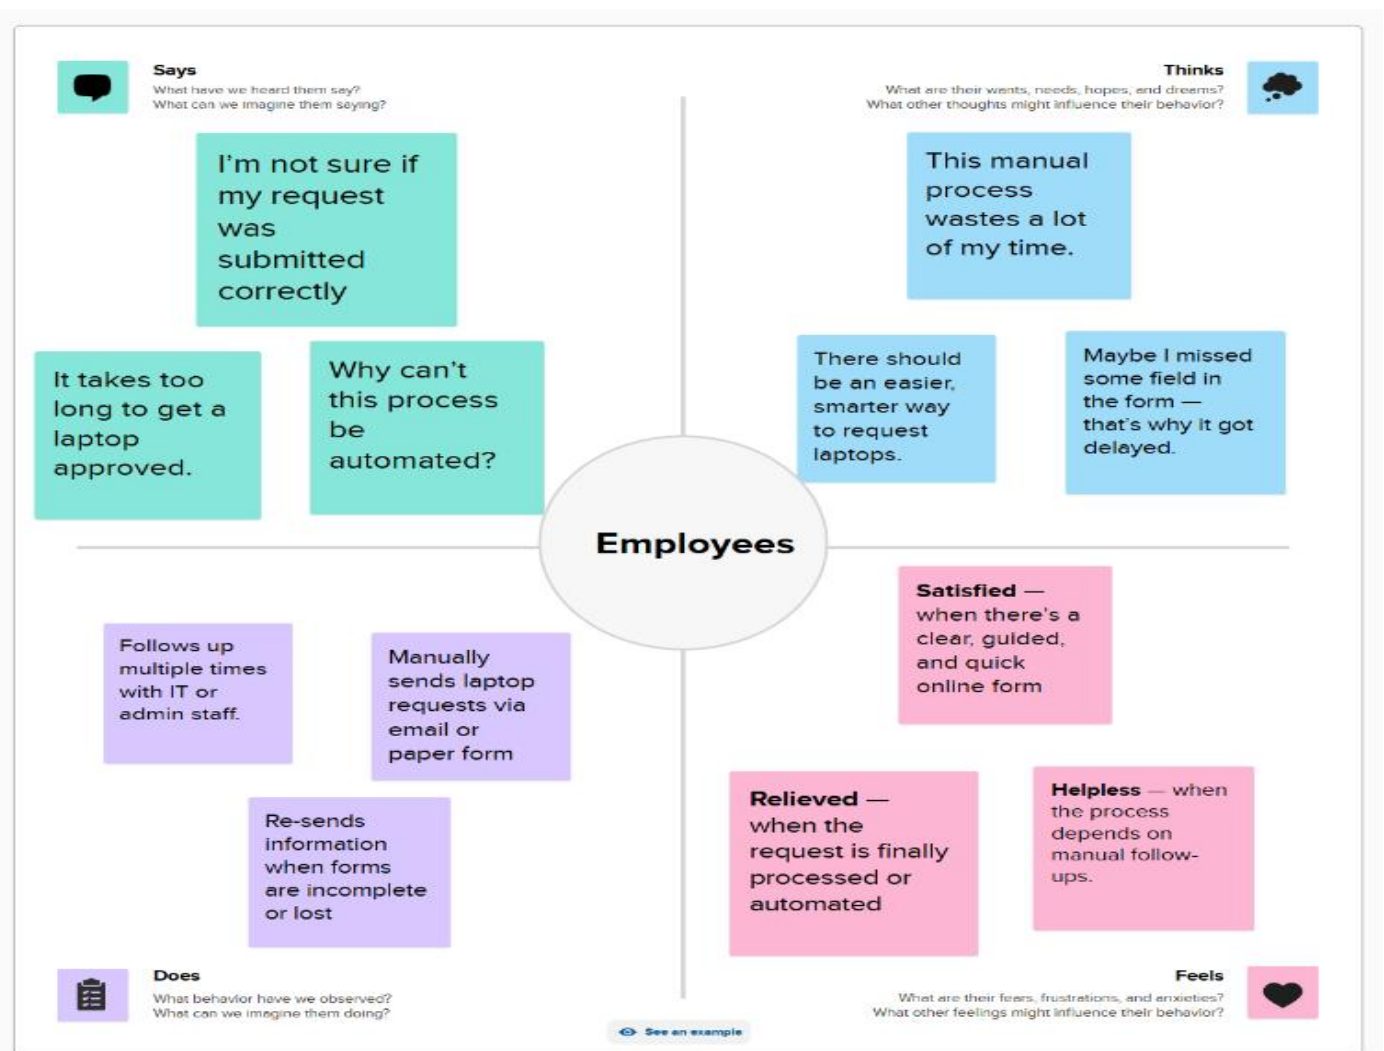 Says
What have we heard them say?
What can we imagine them saying?
I'm not sure if
my request
was
submitted
correctly
It takes too
long to get a
laptop
approved.
Why can't
this process
be
automated?
Thinks
What are their wants, needs, hopes, and dreams?
What other thoughts might influence their behavior?
This manual
process
wastes a lot
of my time.
There should
be an easier,
smarter way
to request
laptops.
Maybe I missed
some field in
the form —
that's why it got
delayed.
Employees
Follows up
multiple times
with IT or
admin staff.
Manually
sends laptop
requests via
email or
paper form
Re-sends
information
when forms
are incomplete
or lost
Does
What behavior have we observed?
What can we imagine them doing?
Satisfied —
when there's a
clear, guided,
and quick
online form
Relieved —
when the
request is finally
processed or
automated
Helpless — when
the process
depends on
manual follow-
ups.
Feels
What are their fears, frustrations, and anxieties?
What other feelings might influence their behavior?
See an example